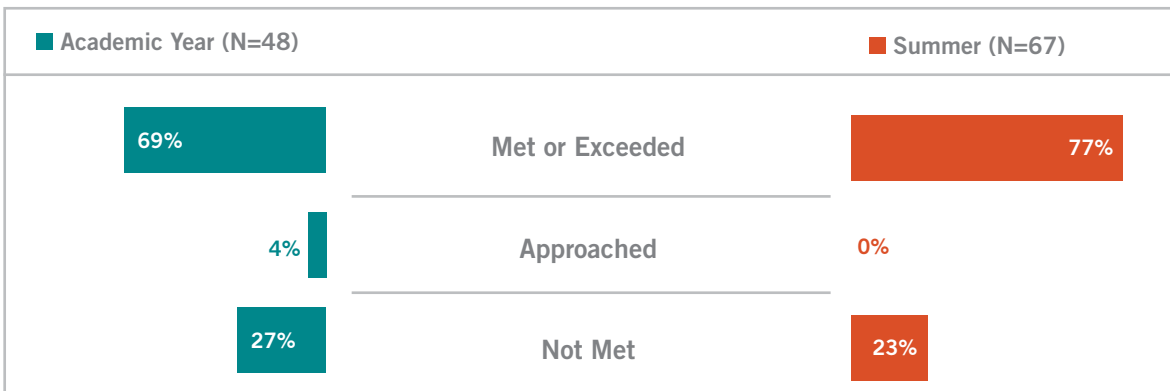 Academic Year (N=48)
Summer (N=67)
69%
Met or Exceeded
77%
4%
Approached
0%
27%
Not Met
23%